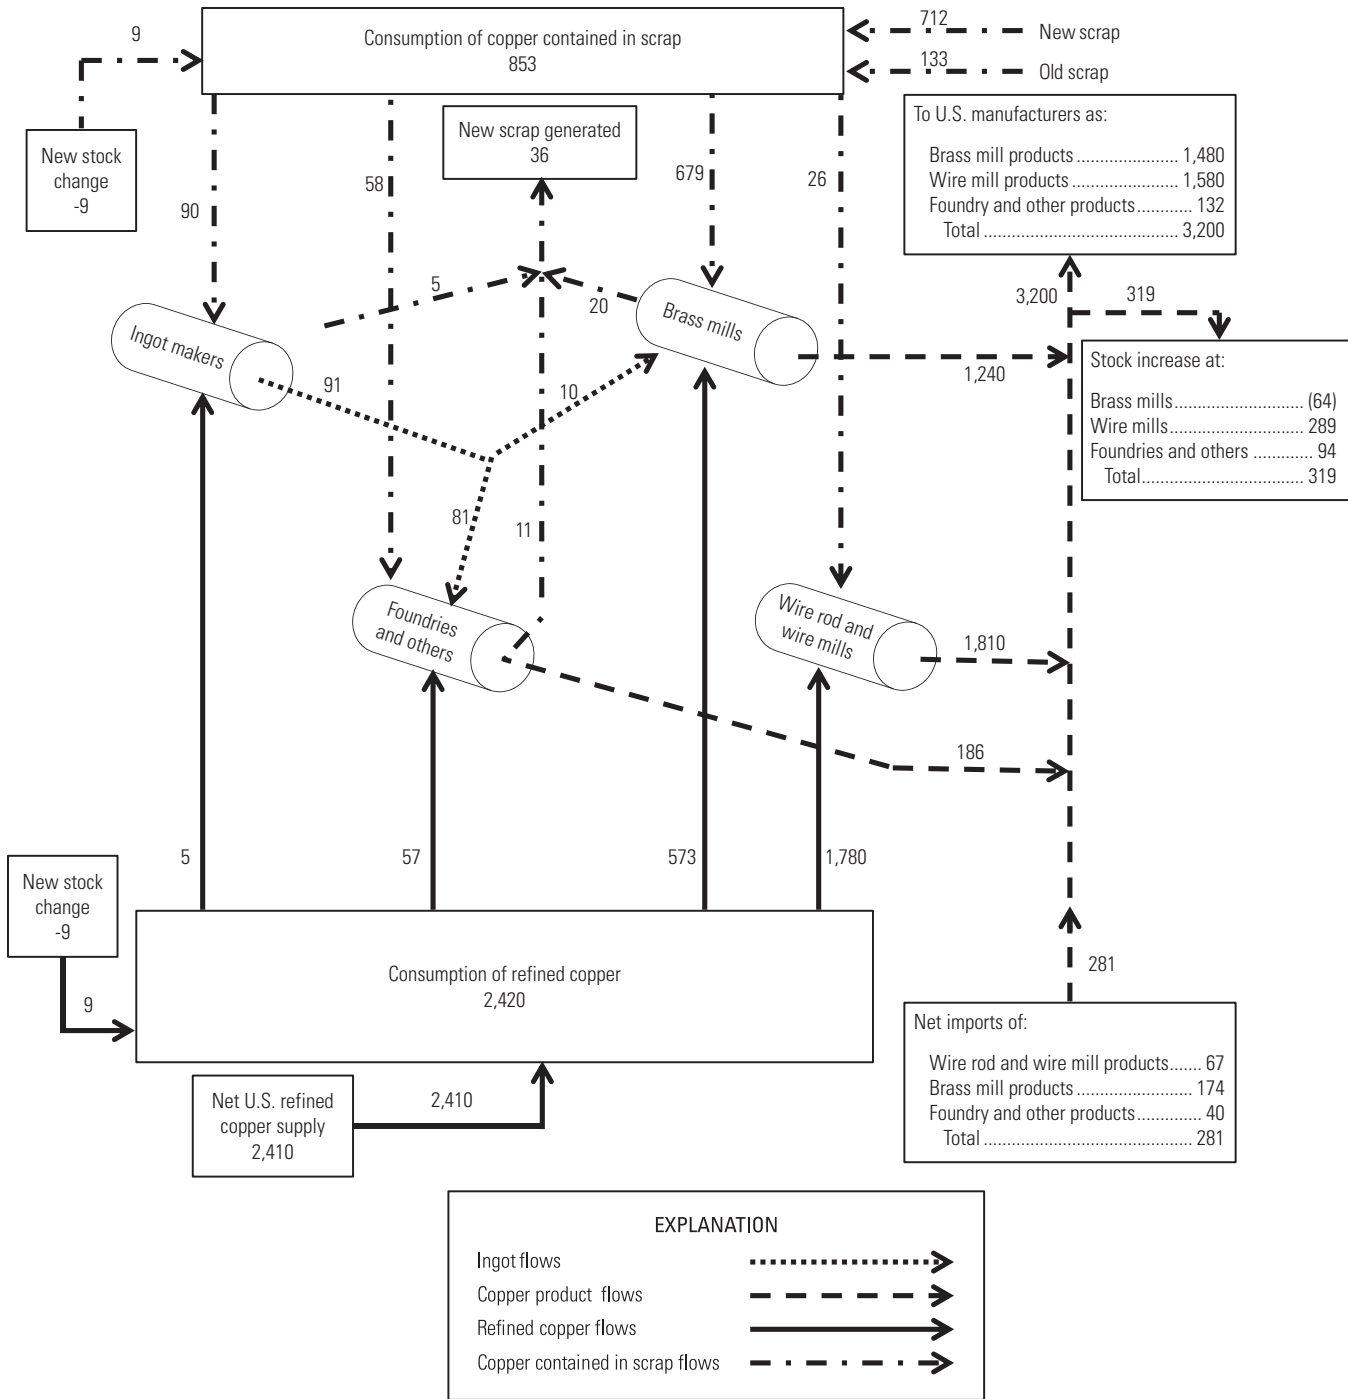 9
Consumption of copper contained in scrap
853
712
New scrap
133
Old scrap
New stock
change
-9
New scrap generated
36
To U.S. manufacturers as:
Brass mill products ......................... 1,480
Wire mill products ......................... 1,580
Foundry and other products ............ 132
Total ........................................... 3,200
90
58
679
26
5
20
3,200
319
Ingot makers
Brass mills
91
10
1,240
Stock increase at:
Brass mills ............................. (64)
Wire mills .............................. 289
Foundries and others ............. 94
Total .................................. 319
81
11
Foundries
and others
Wire rod and
wire mills
1,810
186
5
57
573
1,780
New stock
change
-9
9
Consumption of refined copper
2,420
281
Net U.S. refined
copper supply
2,410
2,410
Net imports of:
Wire rod and wire mill products ....... 67
Brass mill products ........................ 174
Foundry and other products ............. 40
Total .......................................... 281
EXPLANATION
Ingot flows
Copper product flows
Refined copper flows
Copper contained in scrap flows